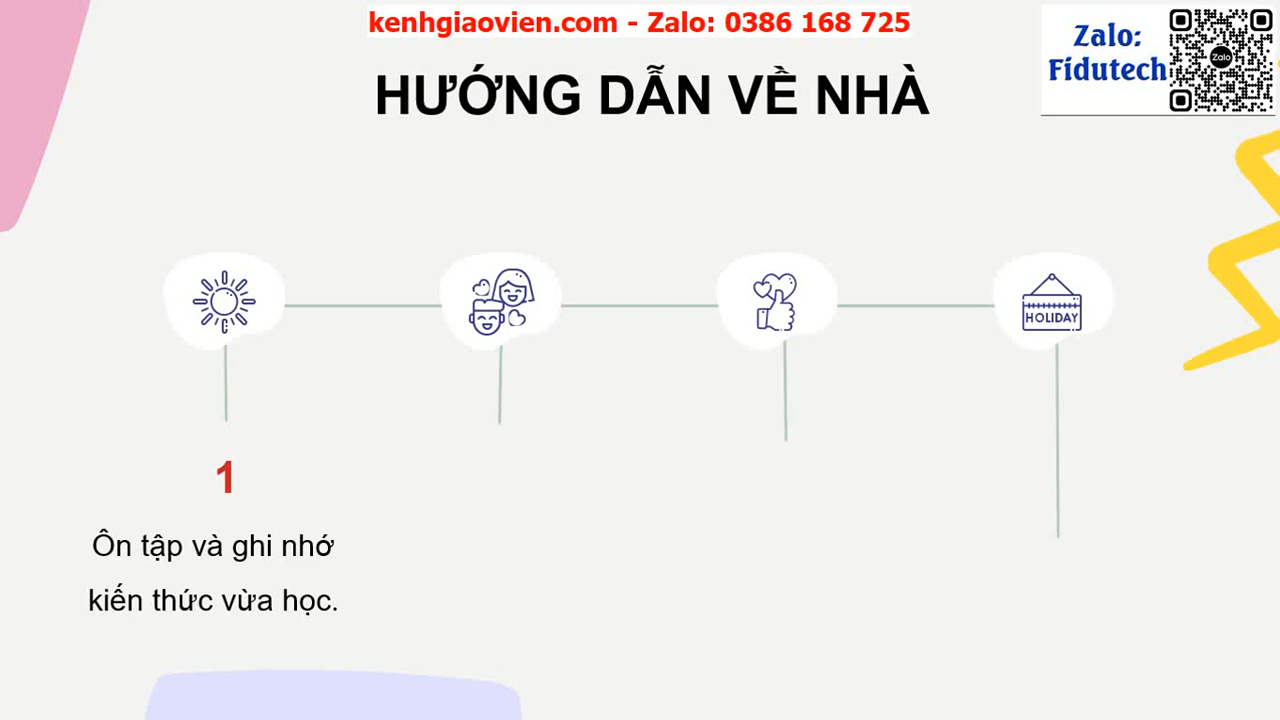 kenhgiaovien.com - Zalo: 0386 168 725
Zalo:
Fidutech
Zalo
HƯỚNG DẪN VỀ NHÀ
HOLIDAY
1
Ôn tập và ghi nhớ
kiến thức vừa học.